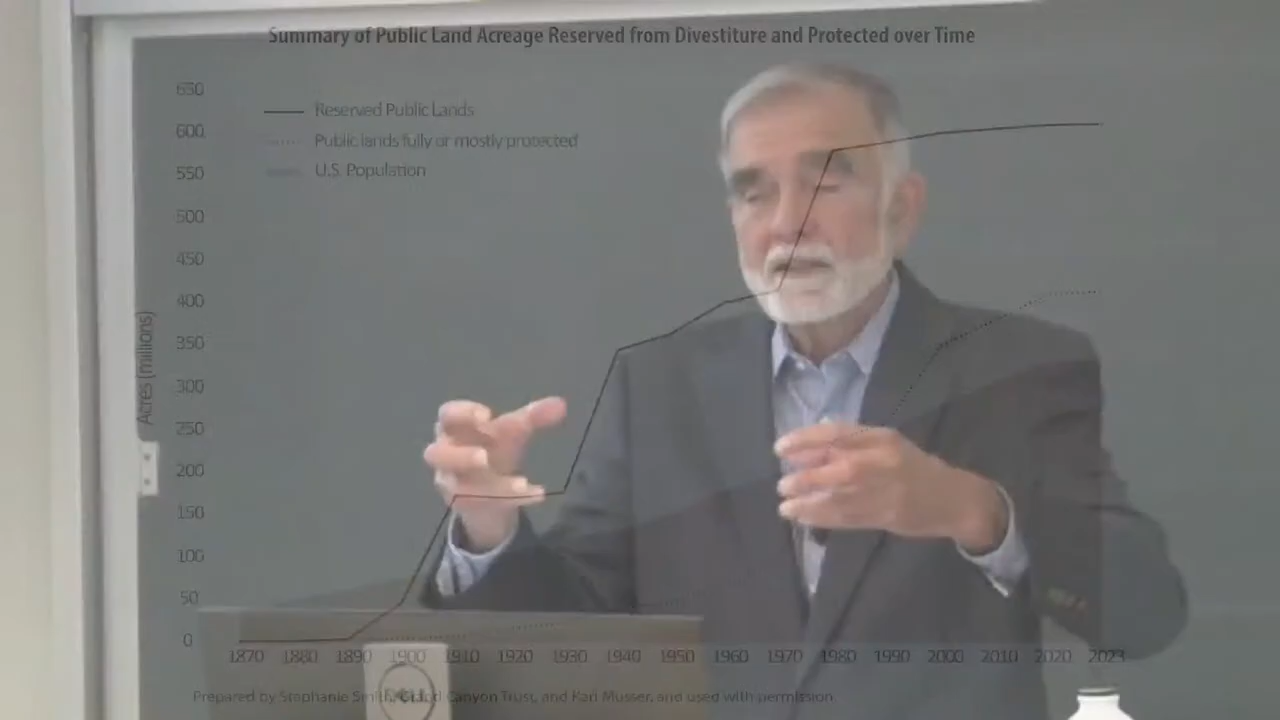 Summary of Public Land Acreage Reserved from Divestiture and Protected over Time
650
Reserved Public Lands
600
Public lands fully or mostly protected
550
U.S. Population
500
450
400
350
Acres (millions)
300
250
200
150
100
50
0
1870 1880 1890 1900 1910 1920 1930 1940 1950 1960 1970 1980 1990 2000 2010 2020 2023
Prepared by Stephanie Smith, Grand Canyon Trust, and Kari Musser, and used with permission.